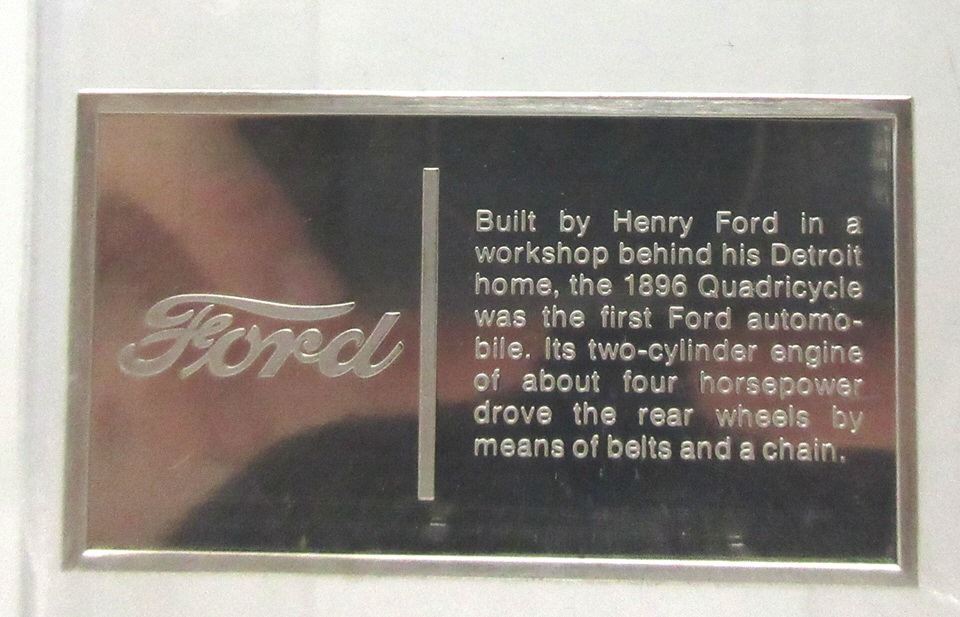 Ford
Built by Henry Ford in a
workshop behind his Detroit
home, the 1896 Quadricycle
was the first Ford automo-
bile. Its two-cylinder engine
of about four horsepower
drove the rear wheels by
means of belts and a chain.